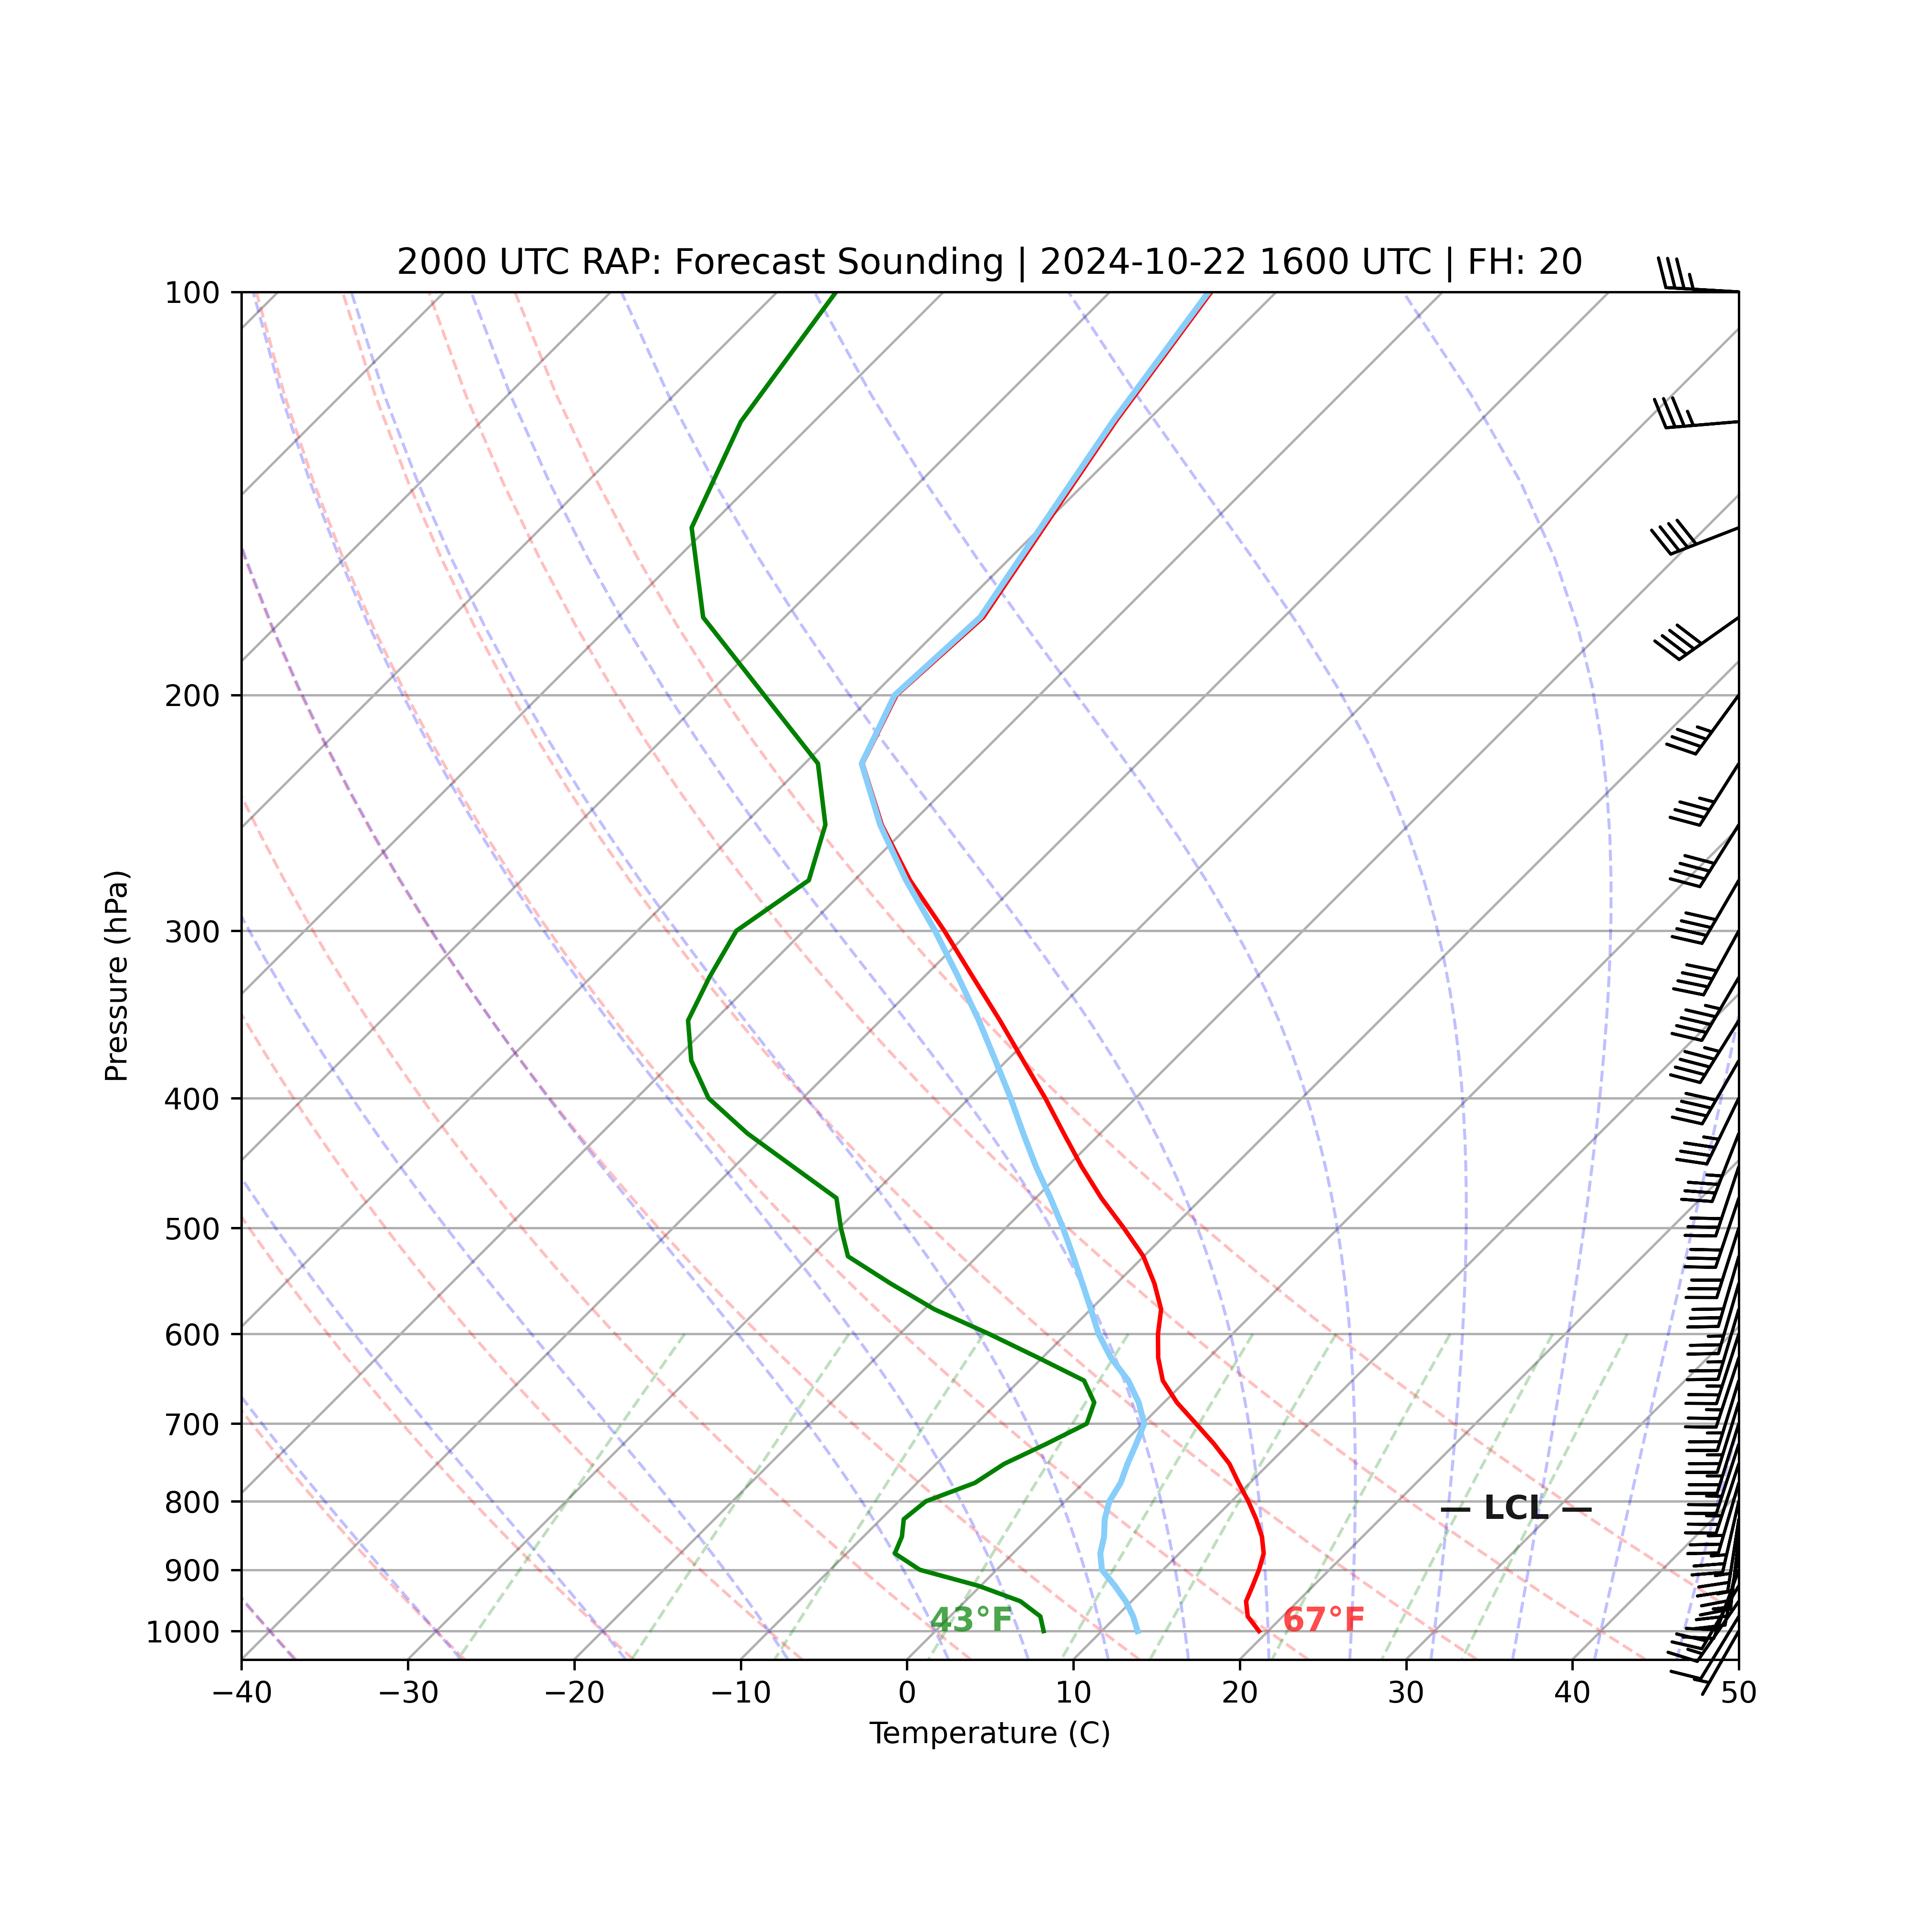 2000 UTC RAP: Forecast Sounding | 2024-10-22 1600 UTC | FH: 20
100
200
300
400
500
600
700
800
900
1000
Pressure (hPa)
— LCL —
43°F
67°F
−40 −30 −20 −10 0 10 20 30 40 50
Temperature (C)